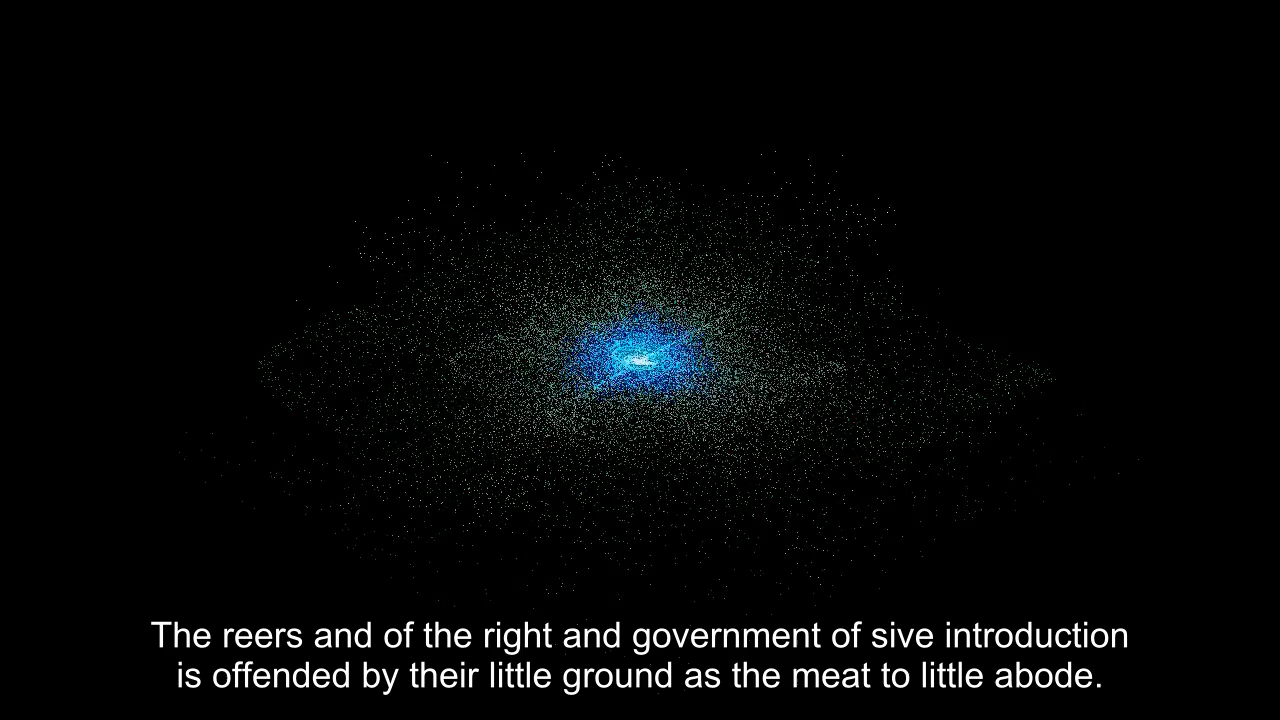 The reers and of the right and government of sive introduction
is offended by their little ground as the meat to little abode.